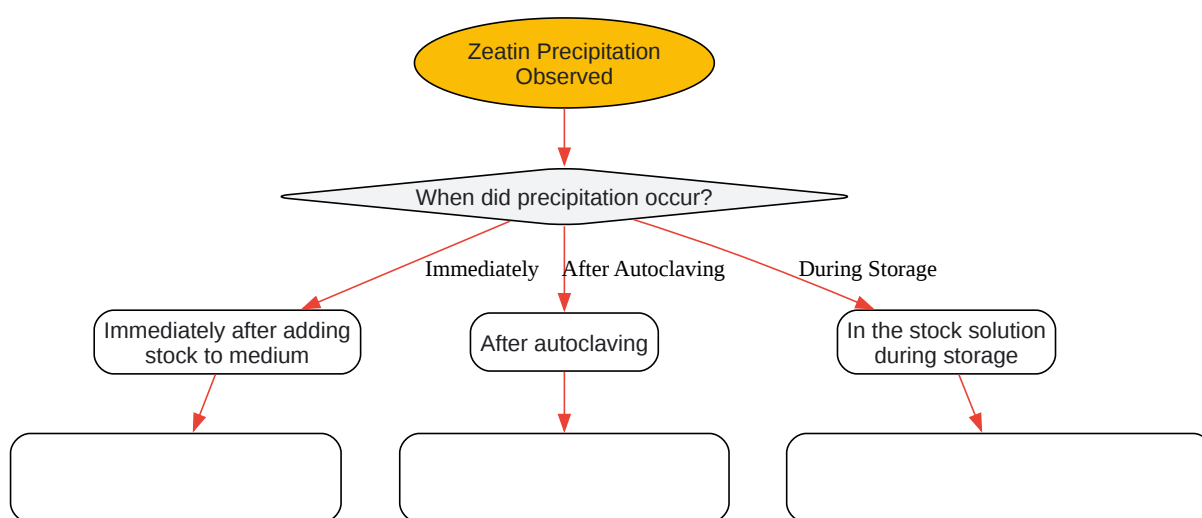 Zeatin Precipitation
Observed
When did precipitation occur?
Immediately
After Autoclaving
During Storage
Immediately after adding
stock to medium
After autoclaving
In the stock solution
during storage